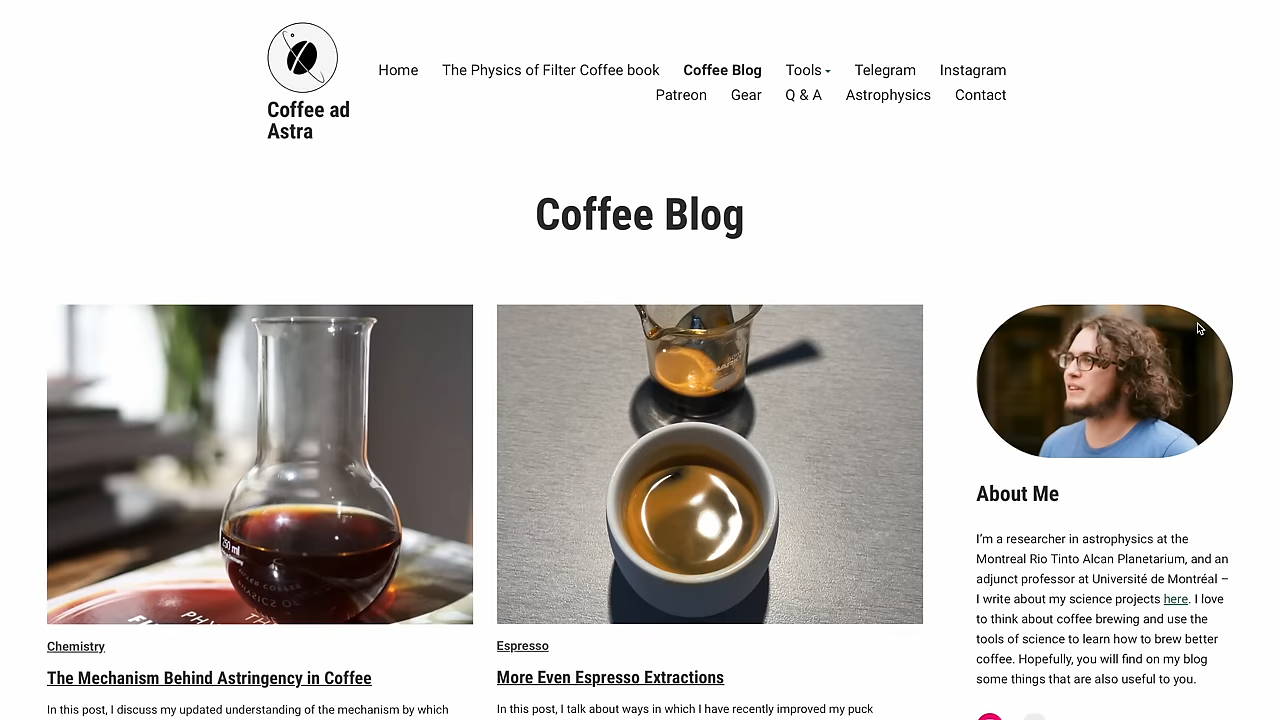 Coffee ad
Astra
Home The Physics of Filter Coffee book Coffee Blog Tools Telegram Instagram
Patreon Gear Q & A Astrophysics Contact
Coffee Blog
250 ml
Chemistry
The Mechanism Behind Astringency in Coffee
In this post, I discuss my updated understanding of the mechanism by which
Espresso
More Even Espresso Extractions
In this post, I talk about ways in which I have recently improved my puck
About Me
I'm a researcher in astrophysics at the
Montreal Rio Tinto Alcan Planetarium, and an
adjunct professor at Université de Montréal –
I write about my science projects here. I love
to think about coffee brewing and use the
tools of science to learn how to brew better
coffee. Hopefully, you will find on my blog
some things that are also useful to you.